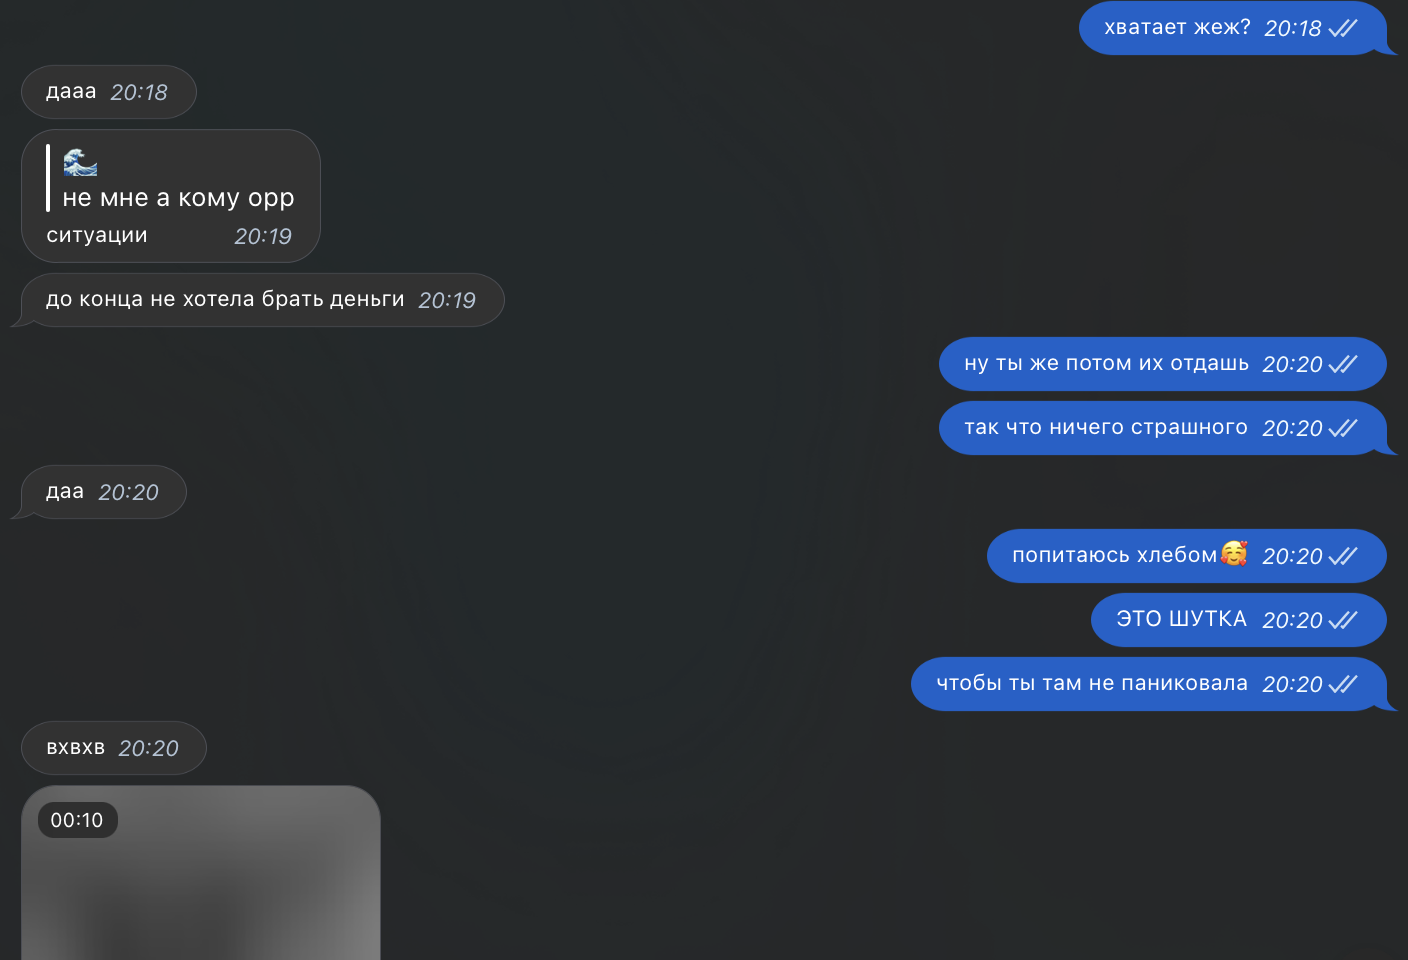 хватает жеж? 20:18
дааа 20:18
🌊
не мне а кому орр
ситуации 20:19
до конца не хотела брать деньги 20:19
ну ты же потом их отдашь 20:20
так что ничего страшного 20:20
даа 20:20
попитаюсь хлебом🥰 20:20
ЭТО ШУТКА 20:20
чтобы ты там не паниковала 20:20
вхвхв 20:20
00:10